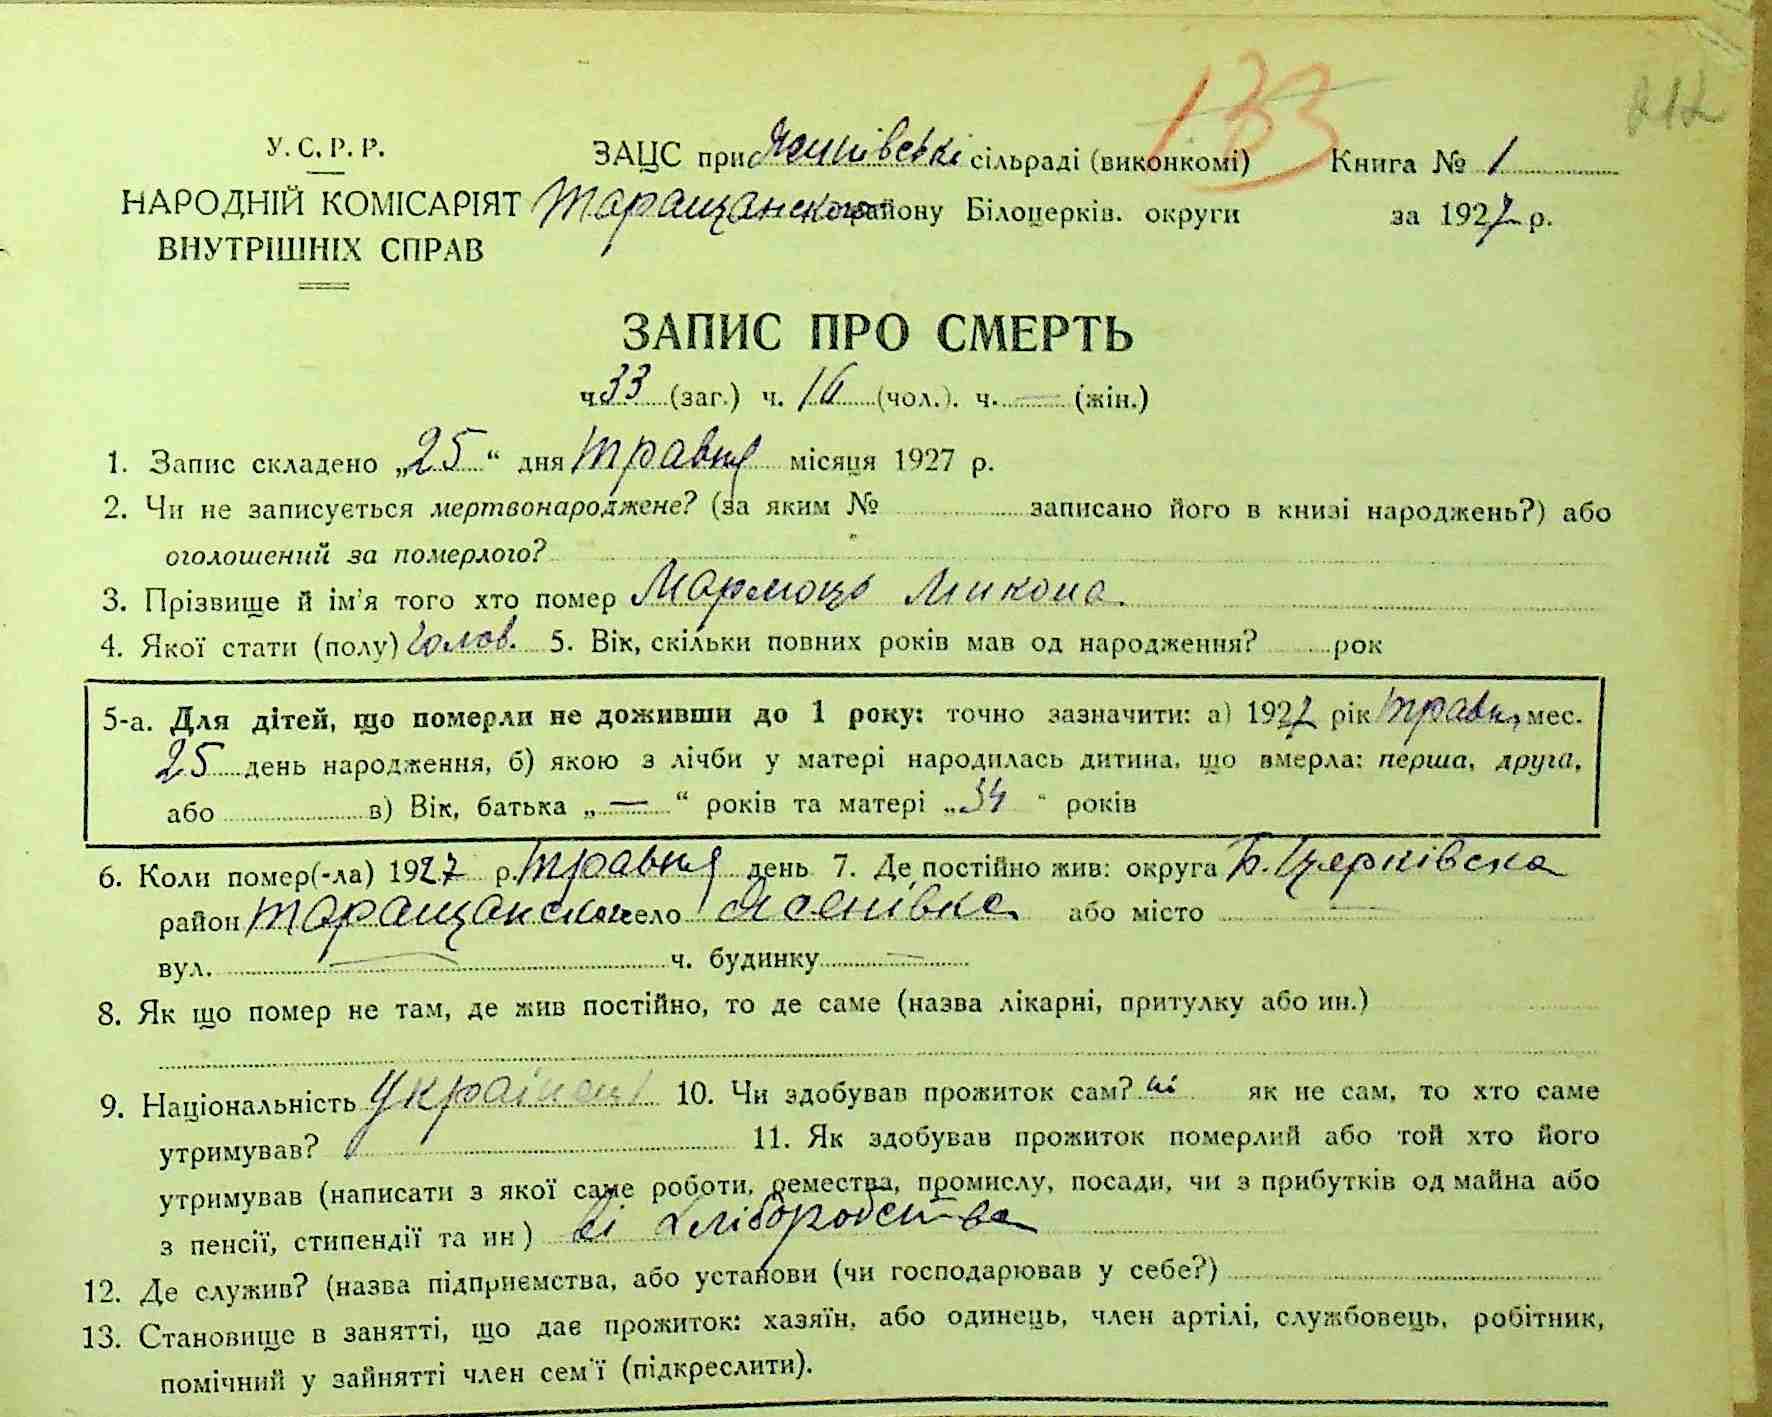 133
212
У.С.Р.Р. ЗАЦС при сільраді (виконкомі) Книга № 1
НАРОДНІЙ КОМІСАРІЯТ Таращанского району Білоцерків. округи за 1927 р.
ВНУТРІШНІХ СПРАВ
ЗАПИС ПРО СМЕРТЬ
ч. 33 (заг.) ч. 16 (чол.). ч. — (жін.)
1. Запис складено „25“ дня травня місяця 1927 р.
2. Чи не записується мертвонароджене? (за яким № записано його в книзі народжень?) або
оголошений за померлого?
3. Прізвище й ім'я того хто помер Микола
4. Якої стати (полу) чолов. 5. Вік, скільки повних років мав од народження? рок
5-а. Для дітей, що померли не доживши до 1 року: точно зазначити: а) 1927 рік травн, мес.
25 день народження, б) якою з лічби у матері народилась дитина, що вмерла: перша, друга,
або в) Вік, батька „—“ років та матері „34“ років
6. Коли помер(-ла) 1927 р. травня день 7. Де постійно жив: округа Б. Церківска
район Таращанском село Ясенівка або місто —
вул. — ч. будинку —
8. Як що помер не там, де жив постійно, то де саме (назва лікарні, притулку або ин.)
9. Національність Українець 10. Чи здобував прожиток сам? ні як не сам, то хто саме
утримував? 11. Як здобував прожиток померлий або той хто його
утримував (написати з якої саме роботи, ремества, промислу, посади, чи з прибутків од майна або
з пенсії, стипендії та ин) зі хлібородства
12. Де служив? (назва підприємства, або установи (чи господарював у себе?)
13. Становище в занятті, що дає прожиток: хазяїн, або одинець, член артілі, службовець, робітник,
помічний у зайнятті член сем'ї (підкреслити).